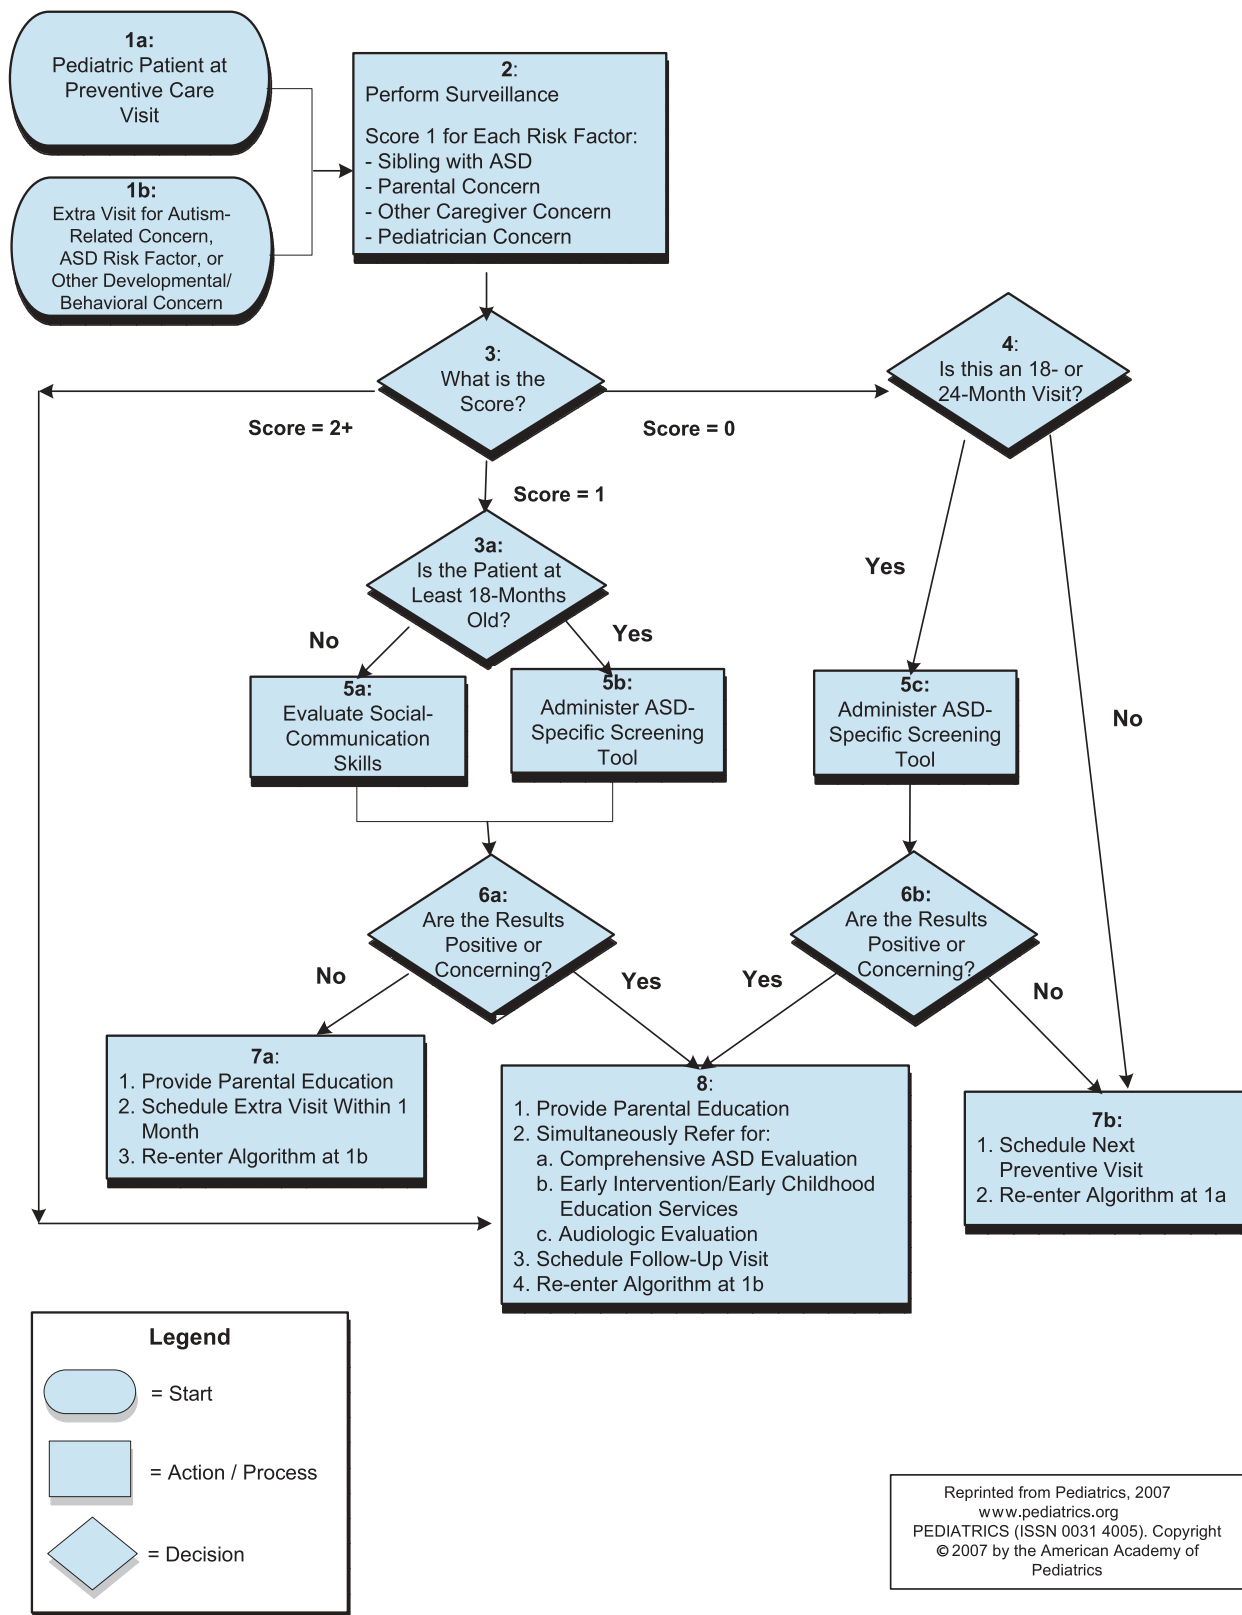 1a:
Pediatric Patient at
Preventive Care
Visit
1b:
Extra Visit for Autism-
Related Concern,
ASD Risk Factor, or
Other Developmental/
Behavioral Concern
2:
Perform Surveillance
Score 1 for Each Risk Factor:
- Sibling with ASD
- Parental Concern
- Other Caregiver Concern
- Pediatrician Concern
3:
What is the
Score?
Score = 2+
Score = 0
Score = 1
4:
Is this an 18- or
24-Month Visit?
3a:
Is the Patient at
Least 18-Months
Old?
No
Yes
Yes
No
5a:
Evaluate Social-
Communication
Skills
5b:
Administer ASD-
Specific Screening
Tool
5c:
Administer ASD-
Specific Screening
Tool
6a:
Are the Results
Positive or
Concerning?
No
Yes
6b:
Are the Results
Positive or
Concerning?
Yes
No
7a:
1. Provide Parental Education
2. Schedule Extra Visit Within 1
Month
3. Re-enter Algorithm at 1b
8:
1. Provide Parental Education
2. Simultaneously Refer for:
a. Comprehensive ASD Evaluation
b. Early Intervention/Early Childhood
Education Services
c. Audiologic Evaluation
3. Schedule Follow-Up Visit
4. Re-enter Algorithm at 1b
7b:
1. Schedule Next
Preventive Visit
2. Re-enter Algorithm at 1a
Legend
= Start
= Action / Process
= Decision
Reprinted from Pediatrics, 2007
www.pediatrics.org
PEDIATRICS (ISSN 0031 4005). Copyright
© 2007 by the American Academy of
Pediatrics